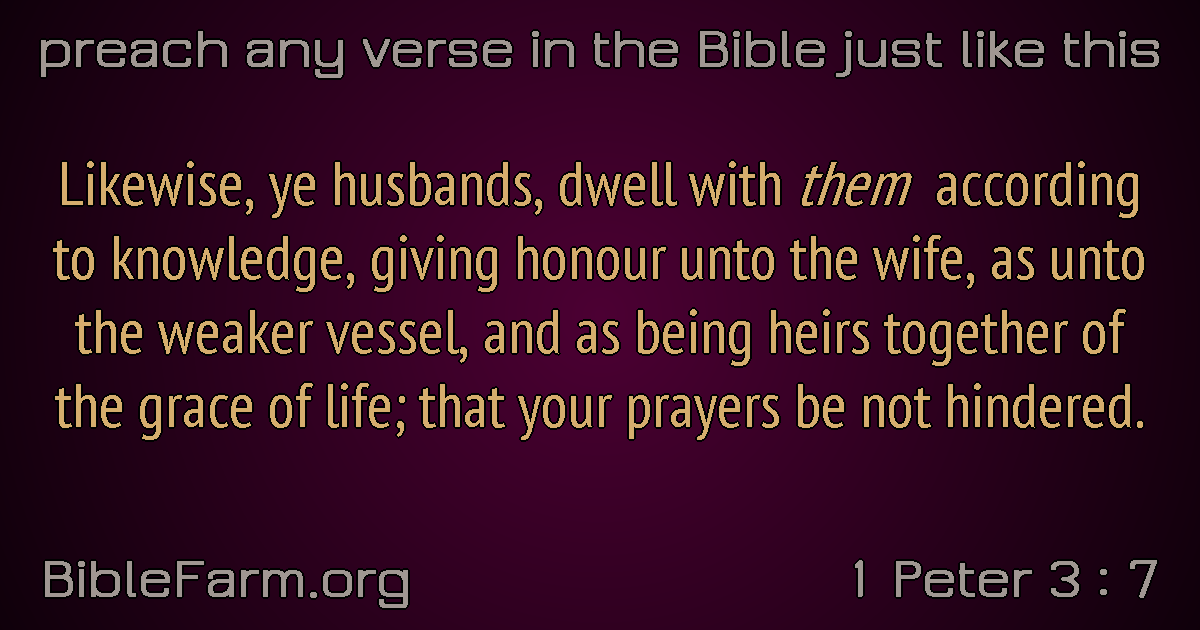 preach any verse in the Bible just like this
Likewise, ye husbands, dwell with them according
to knowledge, giving honour unto the wife, as unto
the weaker vessel, and as being heirs together of
the grace of life; that your prayers be not hindered.
BibleFarm.org
1 Peter 3 : 7